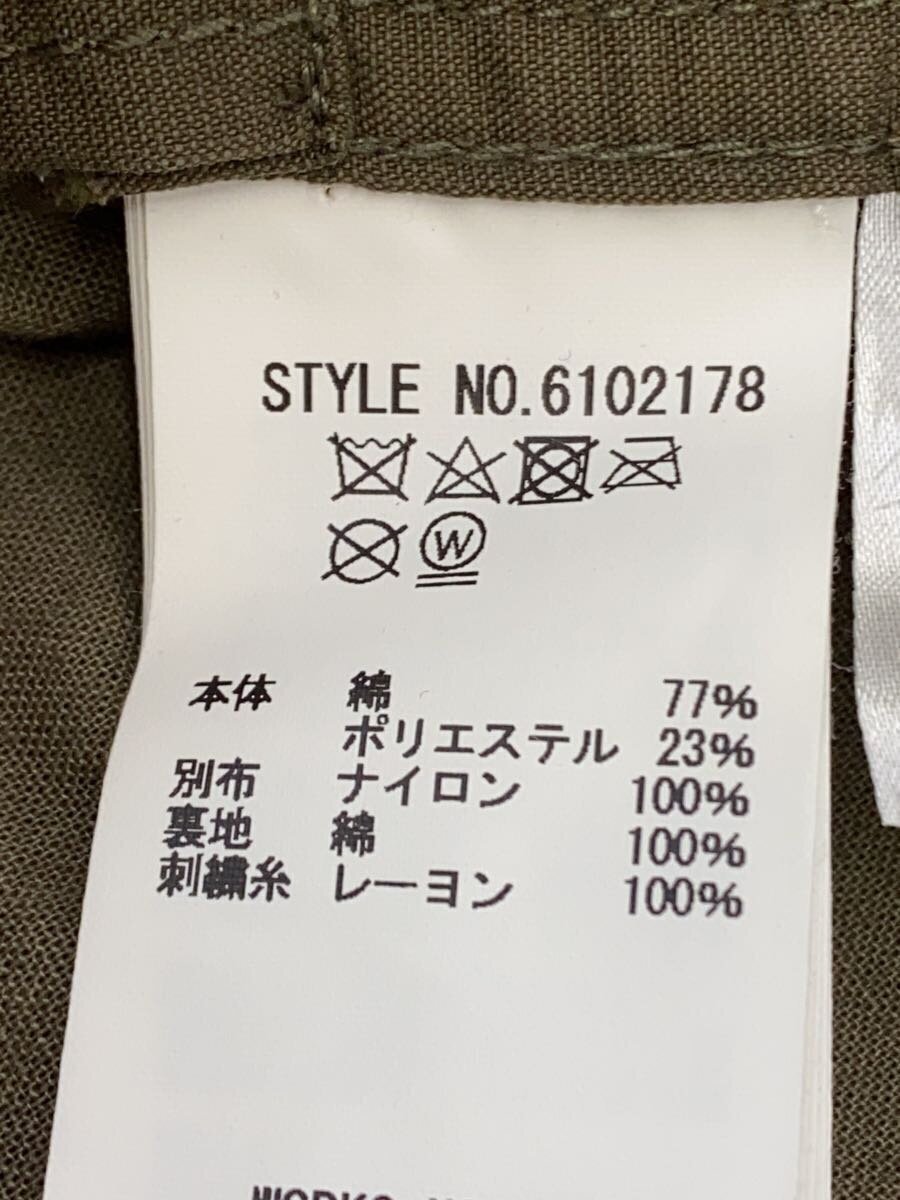 STYLE NO.6102178
W
本体 綿 77%
ポリエステル 23%
別布 ナイロン 100%
裏地 綿 100%
刺繍糸 レーヨン 100%